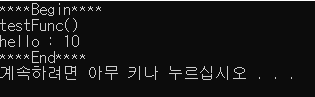 ****Begin****
testFunc()
hello : 10
****End****
계속하려면 아무 키나 누르십시오 . . .